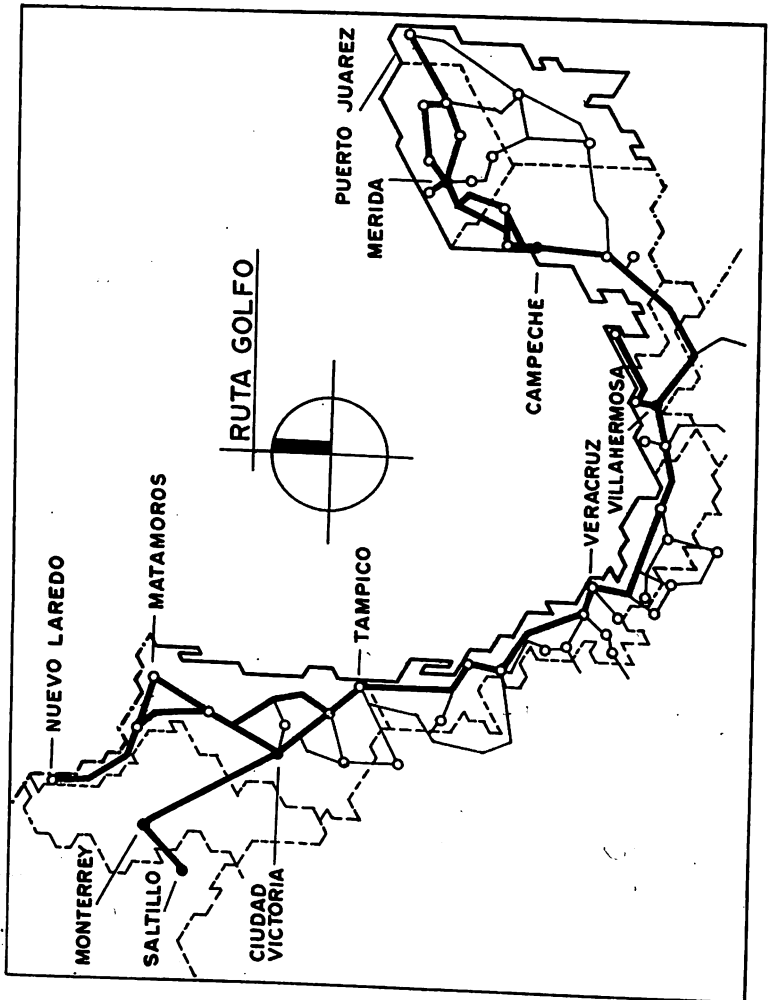 RUTA GOLFO
NUEVO LAREDO
MATAMOROS
MONTERREY
SALTILLO
CIUDAD
VICTORIA
TAMPICO
VERACRUZ
VILLAHERMOSA
CAMPECHE
MERIDA
PUERTO JUAREZ